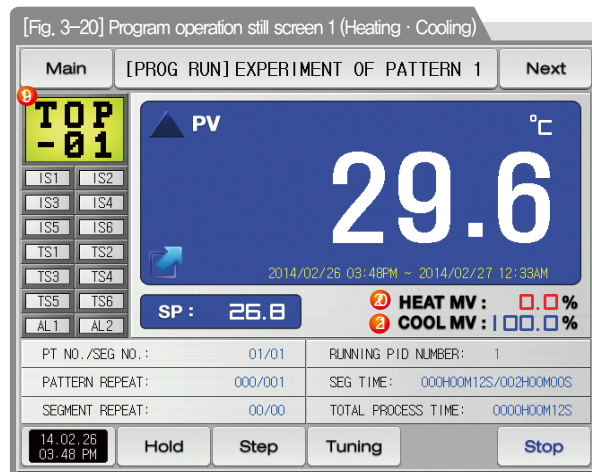 [Fig. 3-20] Program operation still screen 1 (Heating · Cooling)
Main [PROG RUN] EXPERIMENT OF PATTERN 1 Next
9
TOP
-01
PV °C
29.6
IS1 IS2
IS3 IS4
IS5 IS6
TS1 TS2
TS3 TS4
TS5 TS6
AL1 AL2
2014/02/26 03:48PM ~ 2014/02/27 12:33AM
SP : 26.8
20 HEAT MV : 0.0 %
21 COOL MV : 100.0 %
PT NO./SEG NO.: 01/01 RUNNING PID NUMBER: 1
PATTERN REPEAT: 000/001 SEG TIME: 000H00M12S/002H00M00S
SEGMENT REPEAT: 00/00 TOTAL PROCESS TIME: 0000H00M12S
14.02.26
03:48 PM
Hold Step Tuning Stop